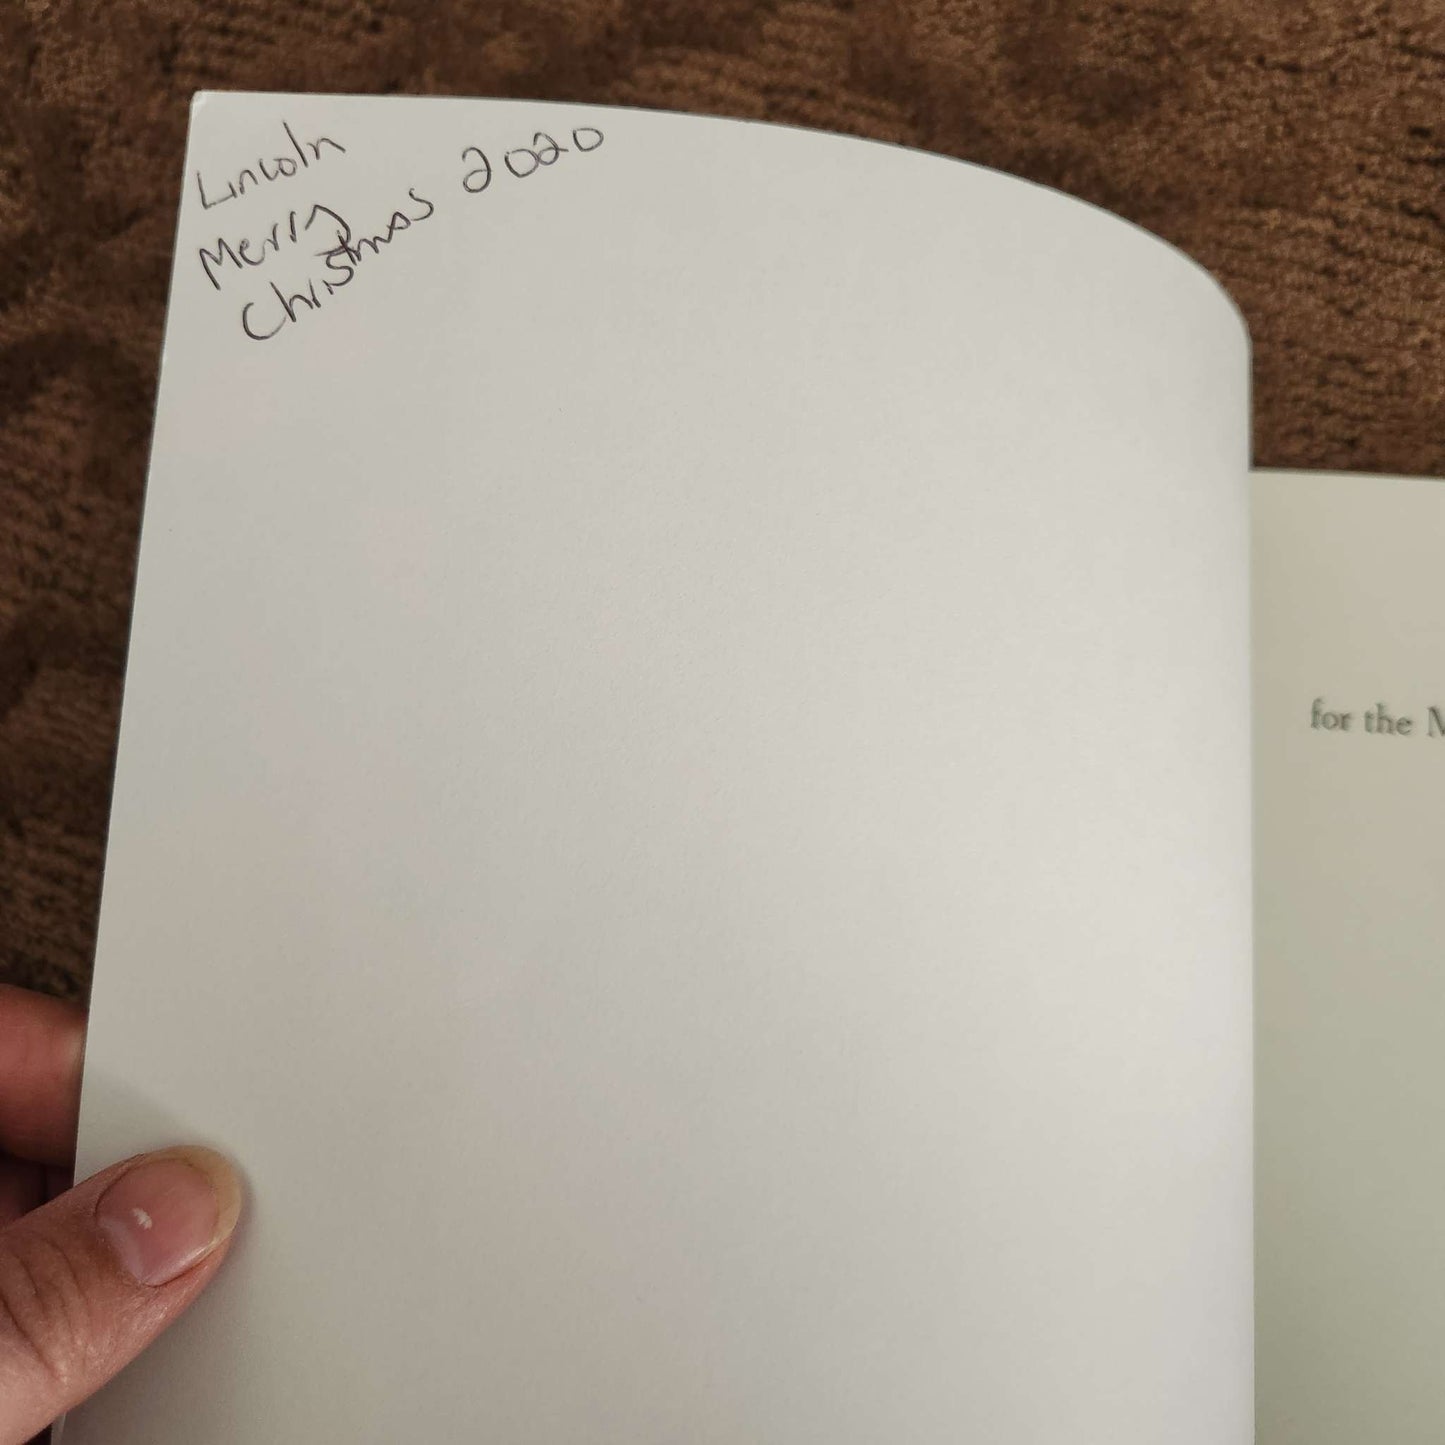 Lincoln
Merry
Christmas 2020
for the M